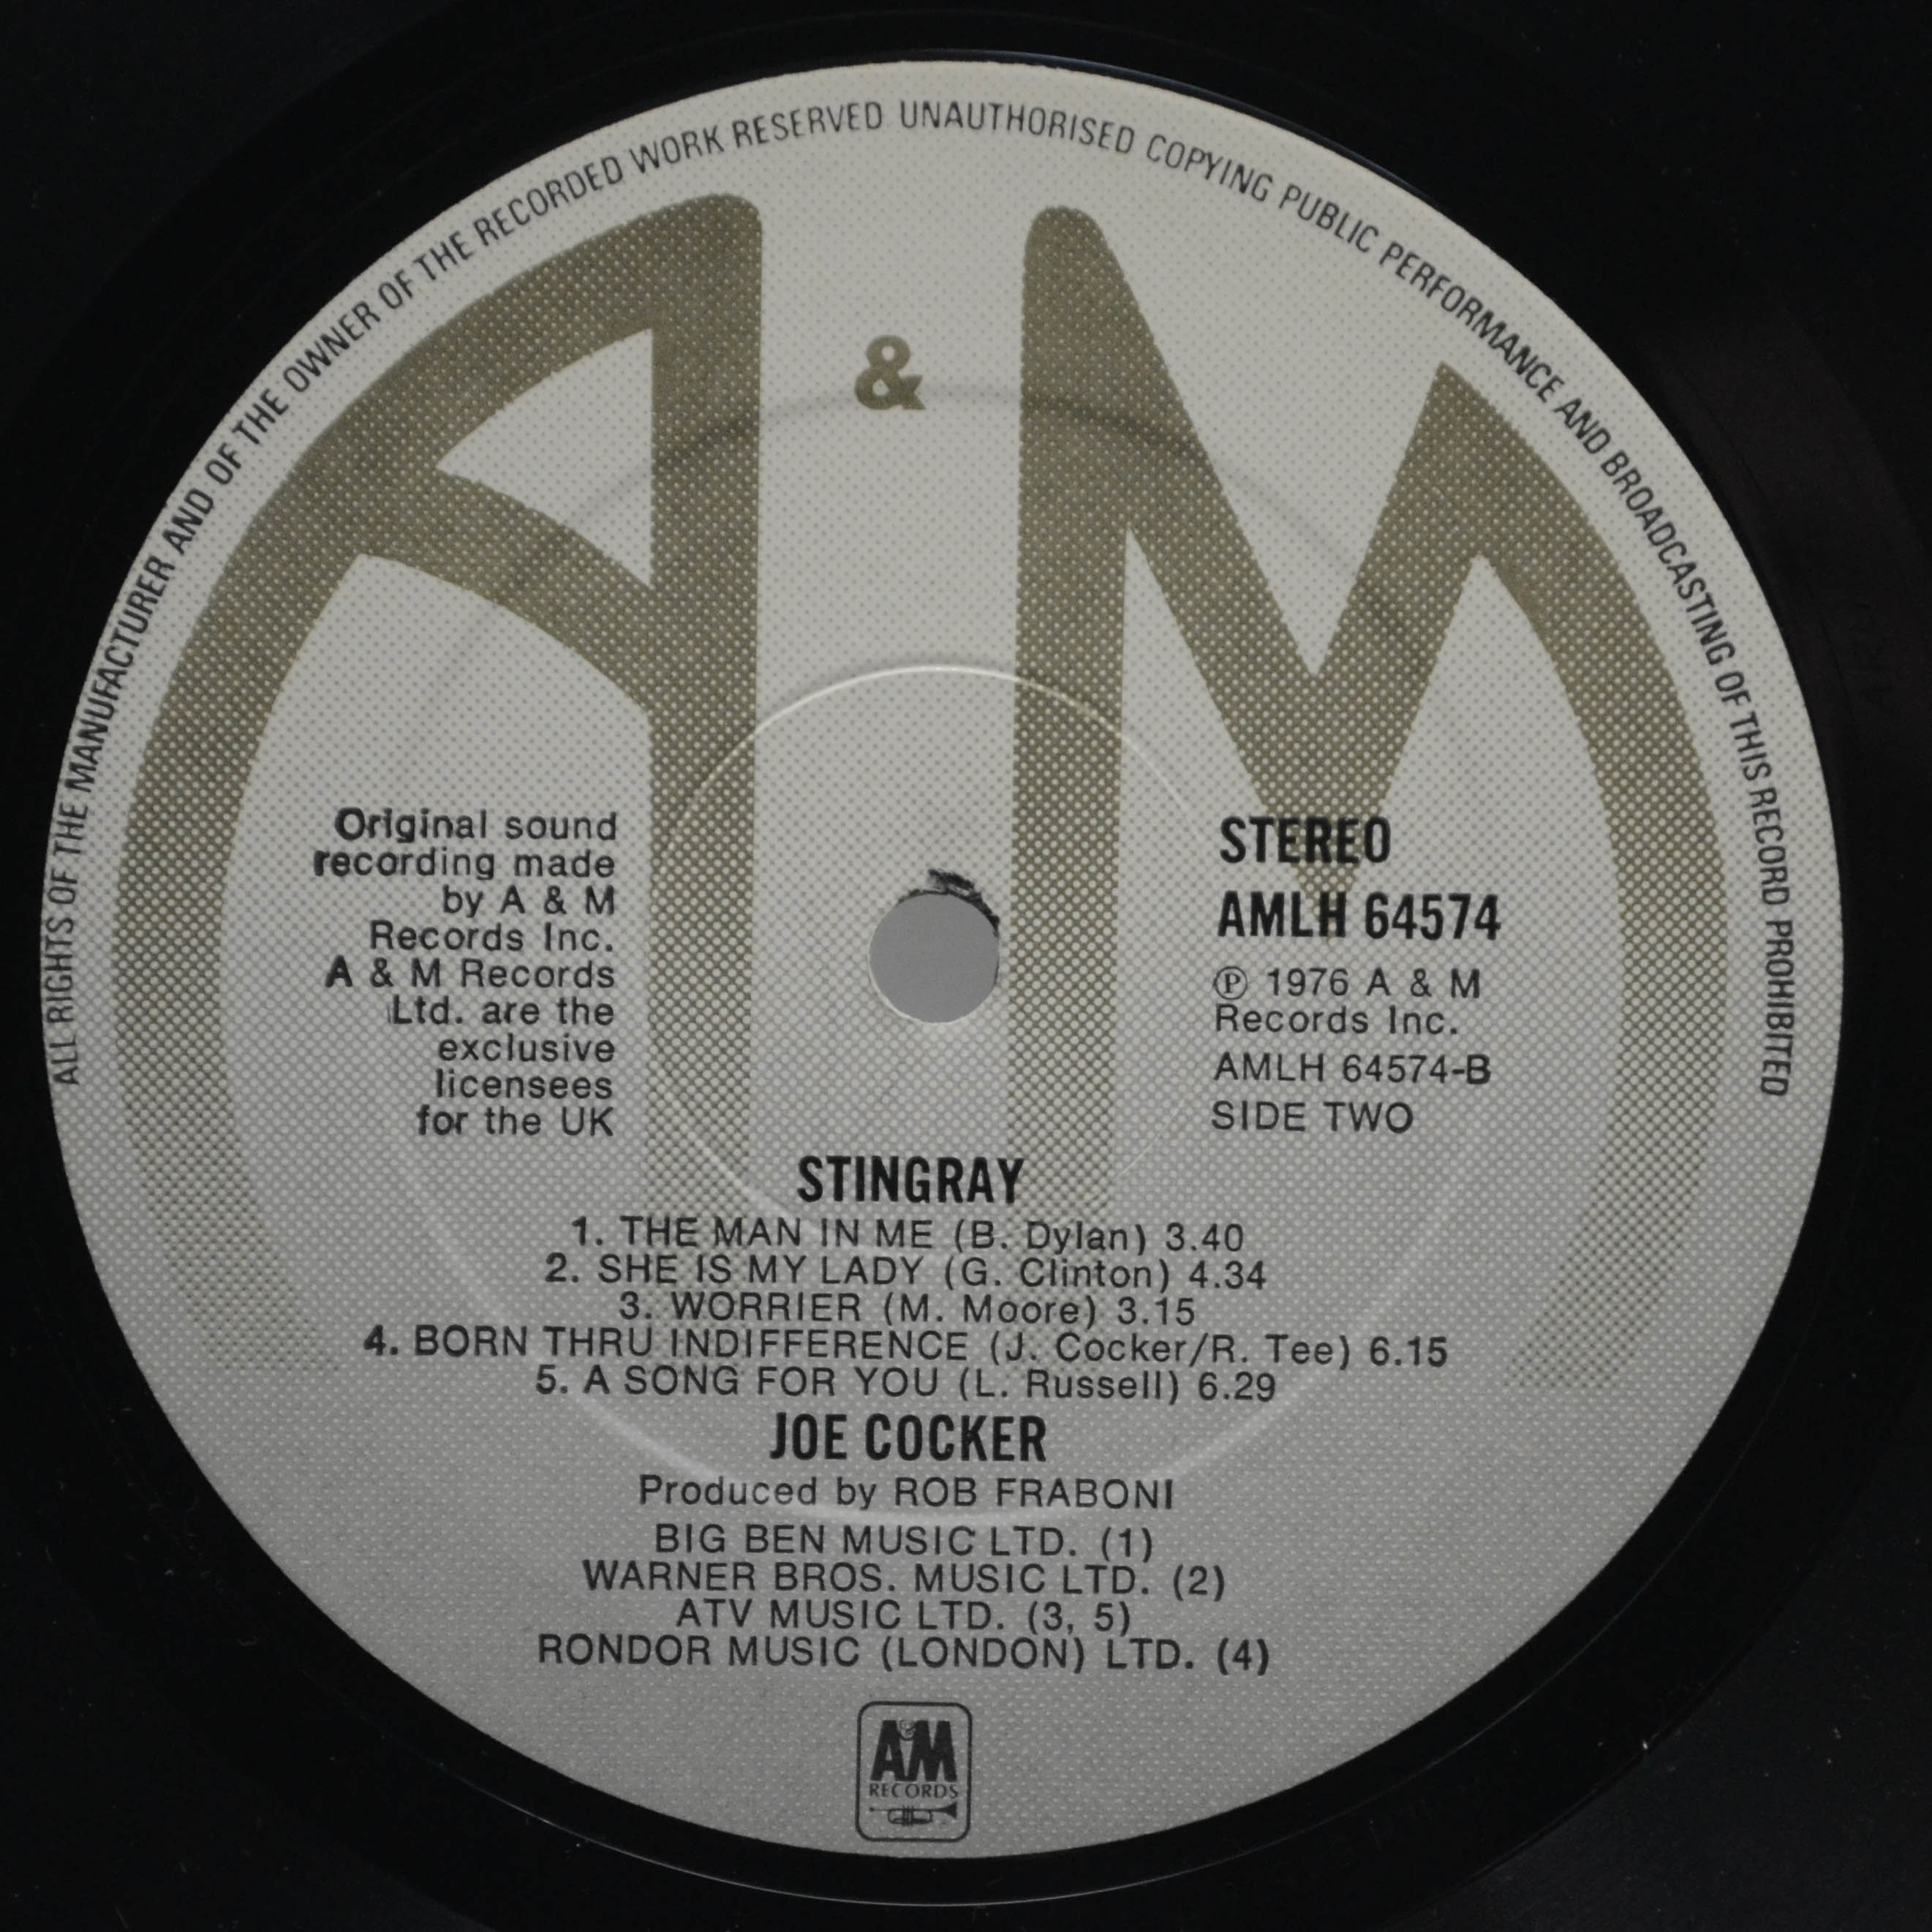 ALL RIGHTS OF THE MANUFACTURER AND OF THE OWNER OF THE RECORDED WORK RESERVED UNAUTHORISED COPYING PUBLIC PERFORMANCE AND BROADCASTING OF THIS RECORD PROHIBITED
A & M
Original sound
recording made
by A & M
Records Inc.
A & M Records
Ltd. are the
exclusive
licensees
for the UK
STEREO
AMLH 64574
℗ 1976 A & M
Records Inc.
AMLH 64574-B
SIDE TWO
STINGRAY
1. THE MAN IN ME (B. Dylan) 3.40
2. SHE IS MY LADY (G. Clinton) 4.34
3. WORRIER (M. Moore) 3.15
4. BORN THRU INDIFFERENCE (J. Cocker/R. Tee) 6.15
5. A SONG FOR YOU (L. Russell) 6.29
JOE COCKER
Produced by ROB FRABONI
BIG BEN MUSIC LTD. (1)
WARNER BROS. MUSIC LTD. (2)
ATV MUSIC LTD. (3, 5)
RONDOR MUSIC (LONDON) LTD. (4)
A&M
RECORDS